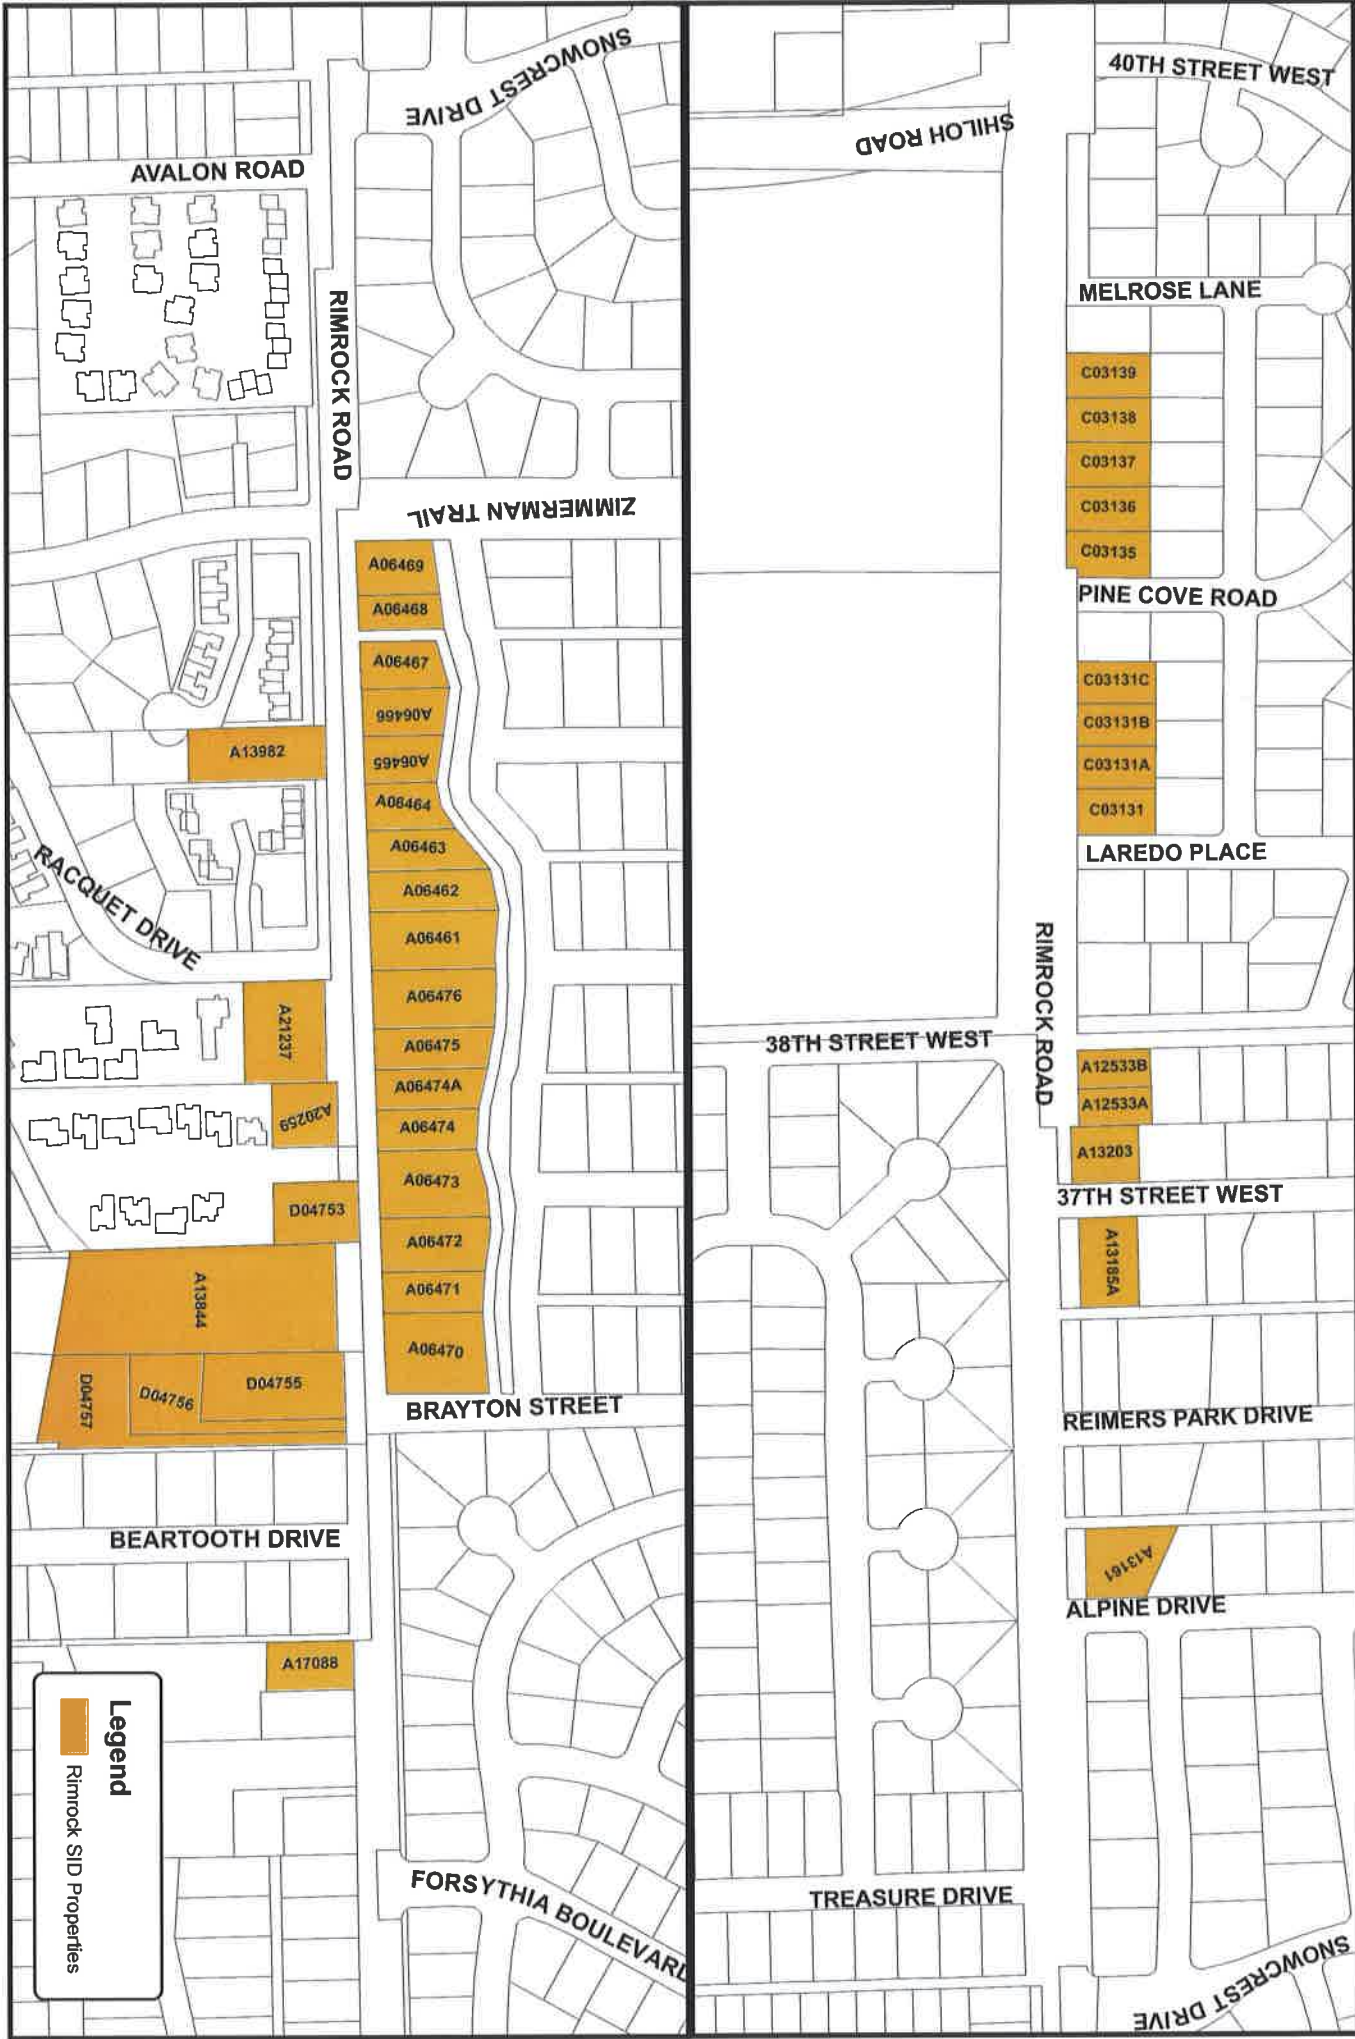 SNOWCREST DRIVE
AVALON ROAD
RIMROCK ROAD
ZIMMERMAN TRAIL
A06469
A06468
A06467
A06466
A06465
A06464
A06463
A06462
A06461
A06476
A06475
A06474A
A06474
A06473
A06472
A06471
A06470
A13982
RACQUET DRIVE
A21237
A20259
D04753
A13844
D04757
D04756
D04755
BRAYTON STREET
BEARTOOTH DRIVE
A17088
FORSYTHIA BOULEVARD
Legend
Rimrock SID Properties
40TH STREET WEST
SHILOH ROAD
MELROSE LANE
C03139
C03138
C03137
C03136
C03135
PINE COVE ROAD
C03131C
C03131B
C03131A
C03131
LAREDO PLACE
RIMROCK ROAD
38TH STREET WEST
A12533B
A12533A
A13203
37TH STREET WEST
A13185A
REIMERS PARK DRIVE
A13161
ALPINE DRIVE
TREASURE DRIVE
SNOWCREST DRIVE